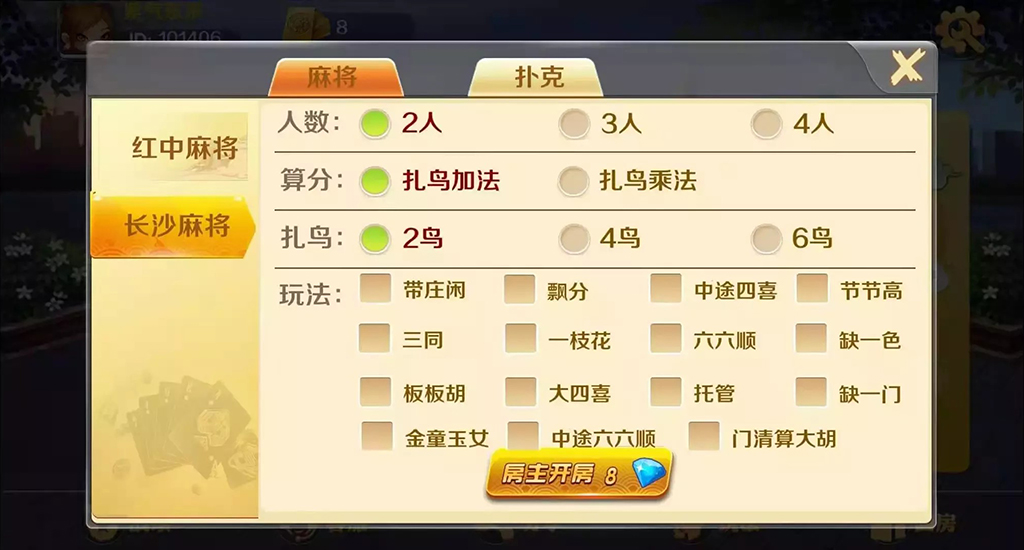 ID: 101406
8
麻将 扑克
红中麻将
长沙麻将
人数： 2人 3人 4人
算分： 扎鸟加法 扎鸟乘法
扎鸟： 2鸟 4鸟 6鸟
玩法： 带庄闲 飘分 中途四喜 节节高
三同 一枝花 六六顺 缺一色
板板胡 大四喜 托管 缺一门
金童玉女 中途六六顺 门清算大胡
房主开房 8